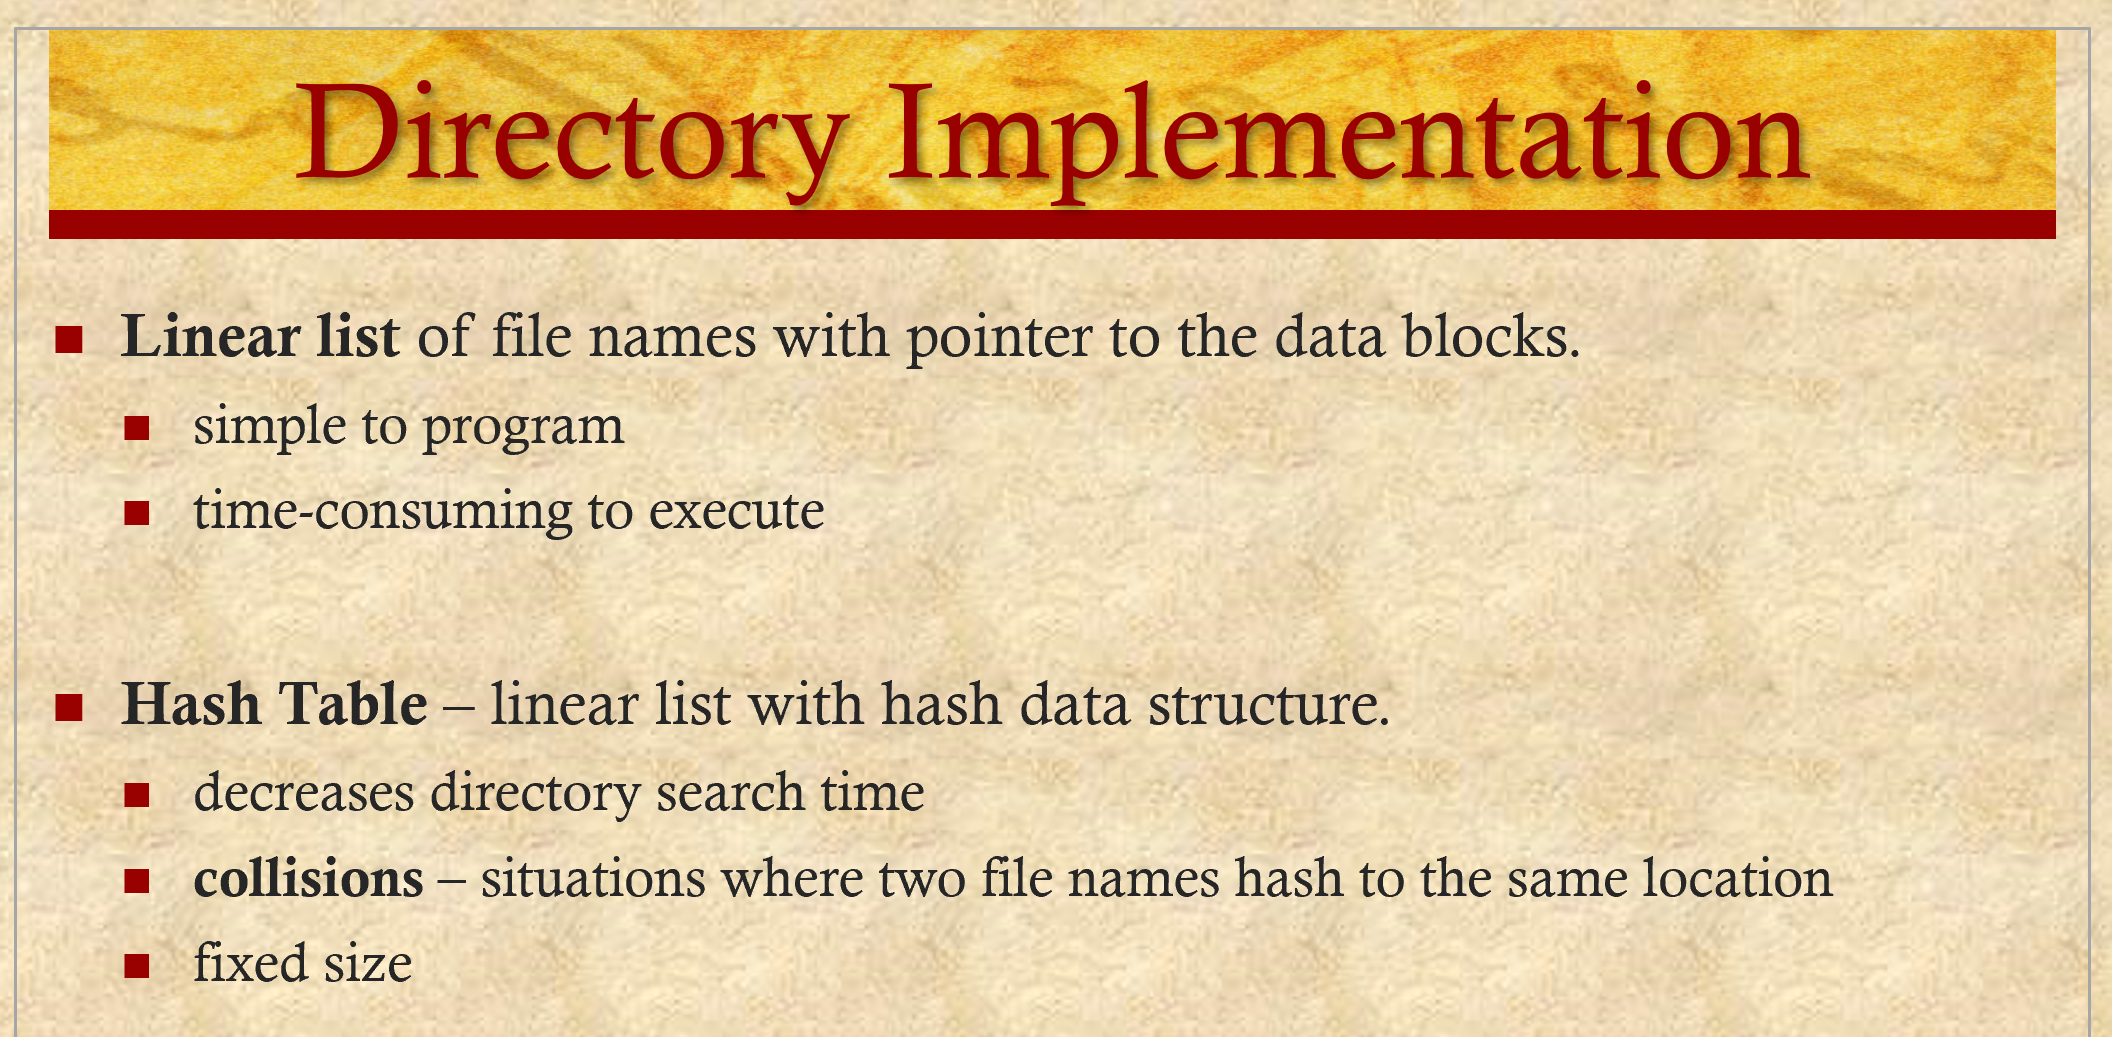 Directory Implementation
Linear list of file names with pointer to the data blocks.
simple to program
time-consuming to execute
Hash Table – linear list with hash data structure.
decreases directory search time
collisions – situations where two file names hash to the same location
fixed size